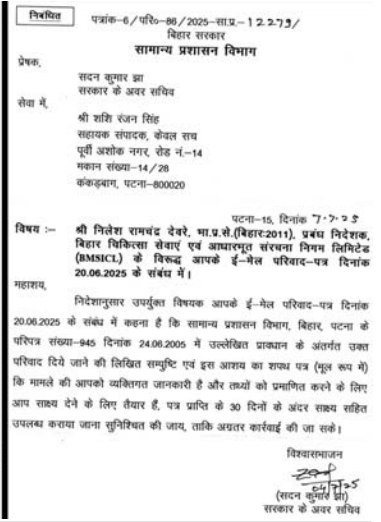 निबंधित
पत्रांक-6/परि०-86/2025-सा.प्र.-12279/
बिहार सरकार
सामान्य प्रशासन विभाग
प्रेषक,
सदन कुमार झा
सरकार के अवर सचिव
सेवा में,
श्री शशि रंजन सिंह
सहायक संपादक, केवल सच
पूर्वी अशोक नगर, रोड नं.-14
मकान संख्या-14/28
कंकड़बाग, पटना-800020
पटना-15, दिनांक 7-7-25
विषय :– श्री निलेश रामचंद्र देवरे, भा.प्र.से.(बिहारः2011), प्रबंध निदेशक,
बिहार चिकित्सा सेवाएं एवं आधारभूत संरचना निगम लिमिटेड
(BMSICL) के विरूद्ध आपके ई-मेल परिवाद-पत्र दिनांक
20.06.2025 के संबंध में।
महाशय,
निदेशानुसार उपर्युक्त विषयक आपके ई-मेल परिवाद-पत्र दिनांक
20.06.2025 के संबंध में कहना है कि सामान्य प्रशासन विभाग, बिहार, पटना के
परिपत्र संख्या-945 दिनांक 24.06.2005 में उल्लेखित प्रावधान के अंतर्गत उक्त
परिवाद दिये जाने की लिखित सम्पुष्टि एवं इस आशय का शपथ पत्र (मूल रूप में)
कि मामले की आपको व्यक्तिगत जानकारी है और तथ्यों को प्रमाणित करने के लिए
आप साक्ष्य देने के लिए तैयार हैं, पत्र प्राप्ति के 30 दिनों के अंदर साक्ष्य सहित
उपलब्ध कराया जाना सुनिश्चित की जाय, ताकि अग्रतर कार्रवाई की जा सके।
विश्वासभाजन
04/7/25
(सदन कुमार झा)
सरकार के अवर सचिव